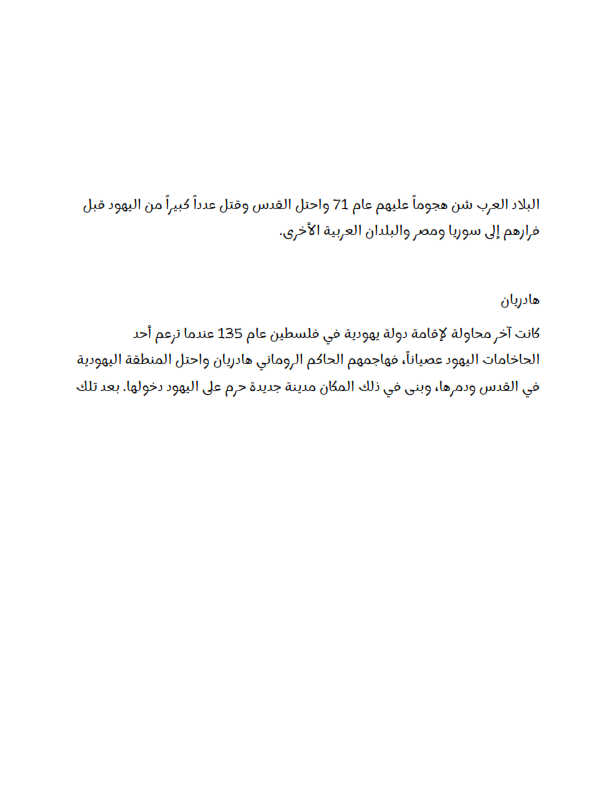 البلاد العرب شن هجوماً عليهم عام 71 واحتل القدس وقتل عدداً كبيراً من اليهود قبل
فرارهم إلى سوريا ومصر والبلدان العربية الأخرى.
هادريان
كانت آخر محاولة لإقامة دولة يهودية في فلسطين عام 135 عندما تزعم أحد
الحاخامات اليهود عصياناً، فهاجمهم الحاكم الروماني هادريان واحتل المنطقة اليهودية
في القدس ودمرها، وبنى في ذلك المكان مدينة جديدة حرم على اليهود دخولها. بعد تلك